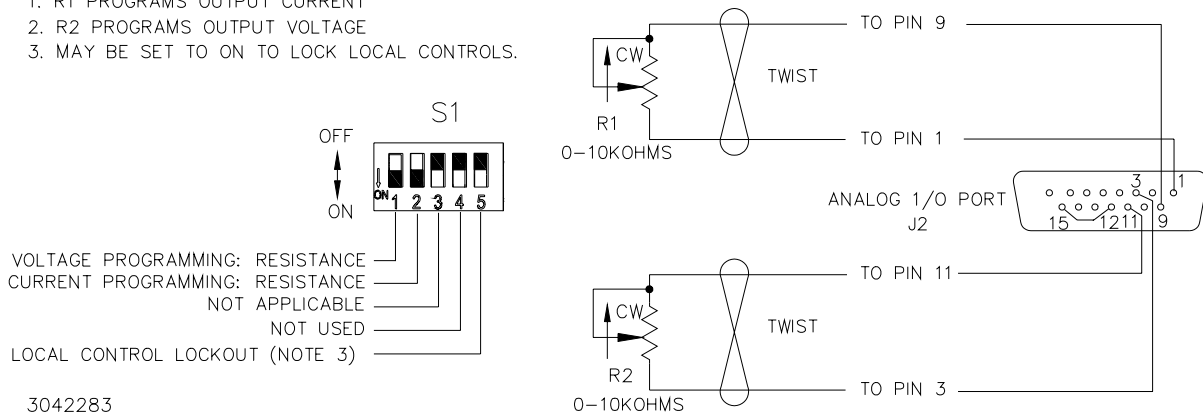 1. R1 PROGRAMS OUTPUT CURRENT
2. R2 PROGRAMS OUTPUT VOLTAGE
3. MAY BE SET TO ON TO LOCK LOCAL CONTROLS.
S1
OFF
ON
ON
1 2 3 4 5
VOLTAGE PROGRAMMING: RESISTANCE
CURRENT PROGRAMMING: RESISTANCE
NOT APPLICABLE
NOT USED
LOCAL CONTROL LOCKOUT (NOTE 3)
3042283
TO PIN 9
CW
TWIST
R1
0-10KOHMS
TO PIN 1
ANALOG 1/O PORT
J2
3 1
15 12 11 9
TO PIN 11
CW
TWIST
R2
0-10KOHMS
TO PIN 3